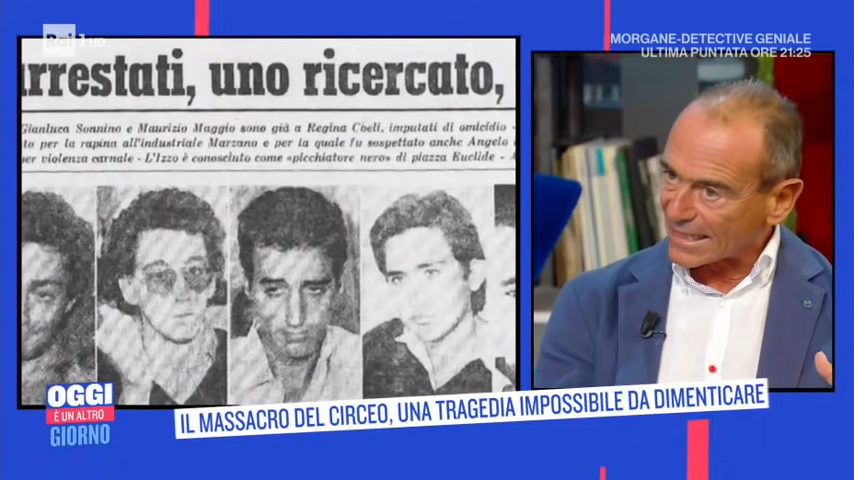 Rai 1 HD
MORGANE-DETECTIVE GENIALE
ULTIMA PUNTATA ORE 21:25
arrestati, uno ricercato,
Gianluca Sonnino e Maurizio Maggio sono già a Regina Coeli, imputati di omicidio -
to per la rapina all'industriale Marzano e per la quale fu sospettato anche Angelo
per violenza carnale - L'Izzo è conosciuto come «picchiatore nero» di piazza Euclide -
OGGI
È UN ALTRO
GIORNO
IL MASSACRO DEL CIRCEO, UNA TRAGEDIA IMPOSSIBILE DA DIMENTICARE